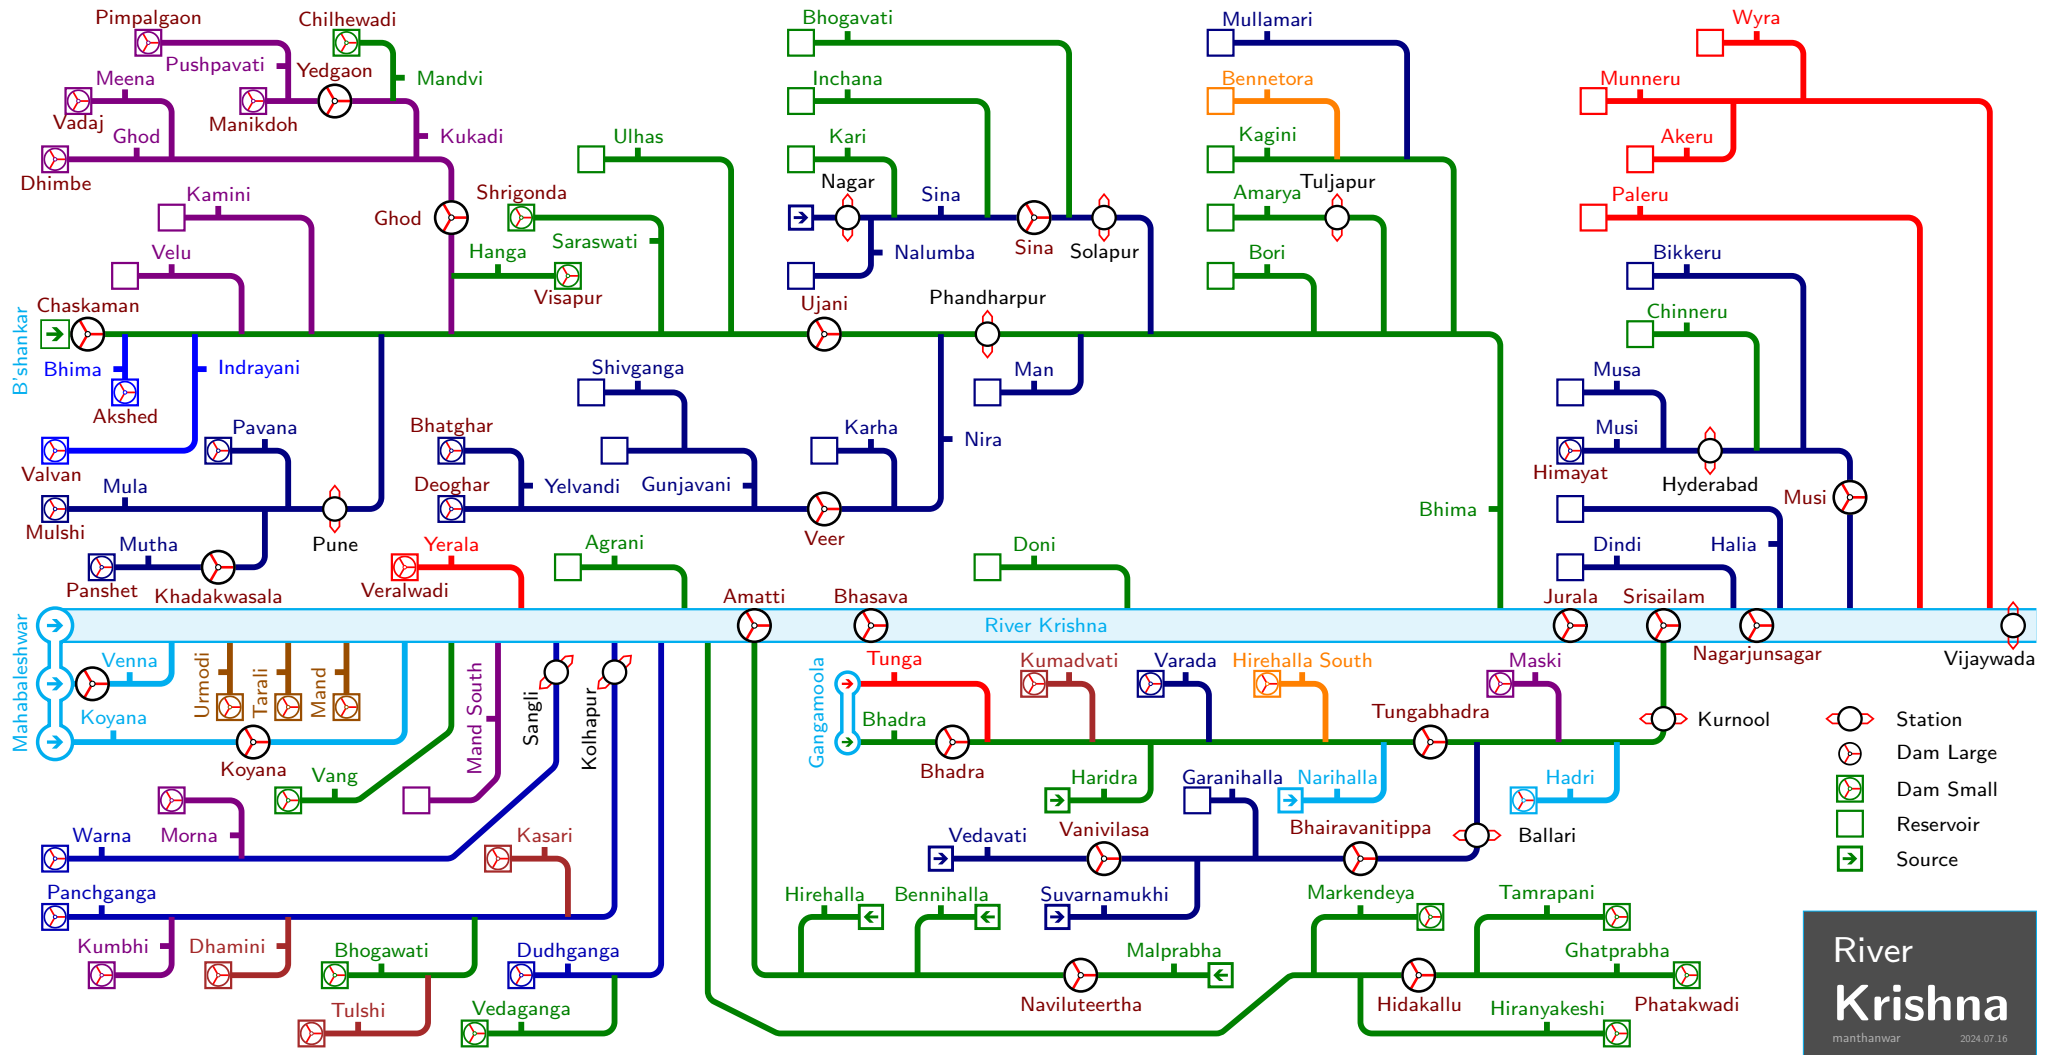 Pimpalgaon
Chilhewadi
Bhogavati
Mullamari
Wyra
Pushpavati
Yedgaon
Meena
Mandvi
Inchana
Bennetora
Munneru
Vadaj
Manikdoh
Ghod
Kukadi
Ulhas
Kari
Kagini
Akeru
Dhimbe
Nagar
Tuljapur
Kamini
Shrigonda
Sina
Amarya
Paleru
Ghod
Saraswati
Hanga
Sina
Solapur
Velu
Nalumba
Bori
Bikkeru
Visapur
Chaskaman
Ujani
Phandharpur
Chinneru
B'shankar
Bhima
Indrayani
Shivganga
Man
Musa
Akshed
Pavana
Bhatghar
Karha
Nira
Musi
Valvan
Himayat
Hyderabad
Mula
Deoghar
Yelvandi
Gunjavani
Musi
Bhima
Mulshi
Pune
Veer
Mutha
Yerala
Agrani
Doni
Dindi
Halia
Panshet
Khadakwasala
Veralwadi
Amatti
Bhasava
Jurala
Srisailam
River Krishna
Nagarjunsagar
Vijaywada
Mahabaleshwar
Venna
Urmodi
Tarali
Mand
Mand South
Sangli
Kolhapur
Gangamoola
Tunga
Kumadvati
Varada
Hirehalla South
Maski
Koyana
Bhadra
Tungabhadra
Kurnool
Station
Koyana
Bhadra
Dam Large
Vang
Haridra
Garanihalla
Narihalla
Hadri
Dam Small
Morna
Warna
Kasari
Vedavati
Vanivilasa
Bhairavanitippa
Ballari
Reservoir
Source
Panchganga
Hirehalla
Bennihalla
Suvarnamukhi
Markendeya
Tamrapani
Kumbhi
Dhamini
Bhogawati
Dudhganga
Malprabha
Ghatprabha
Tulshi
Vedaganga
Naviluteertha
Hidakallu
Hiranyakeshi
Phatakwadi
River
Krishna
manthanwar
2024.07.16